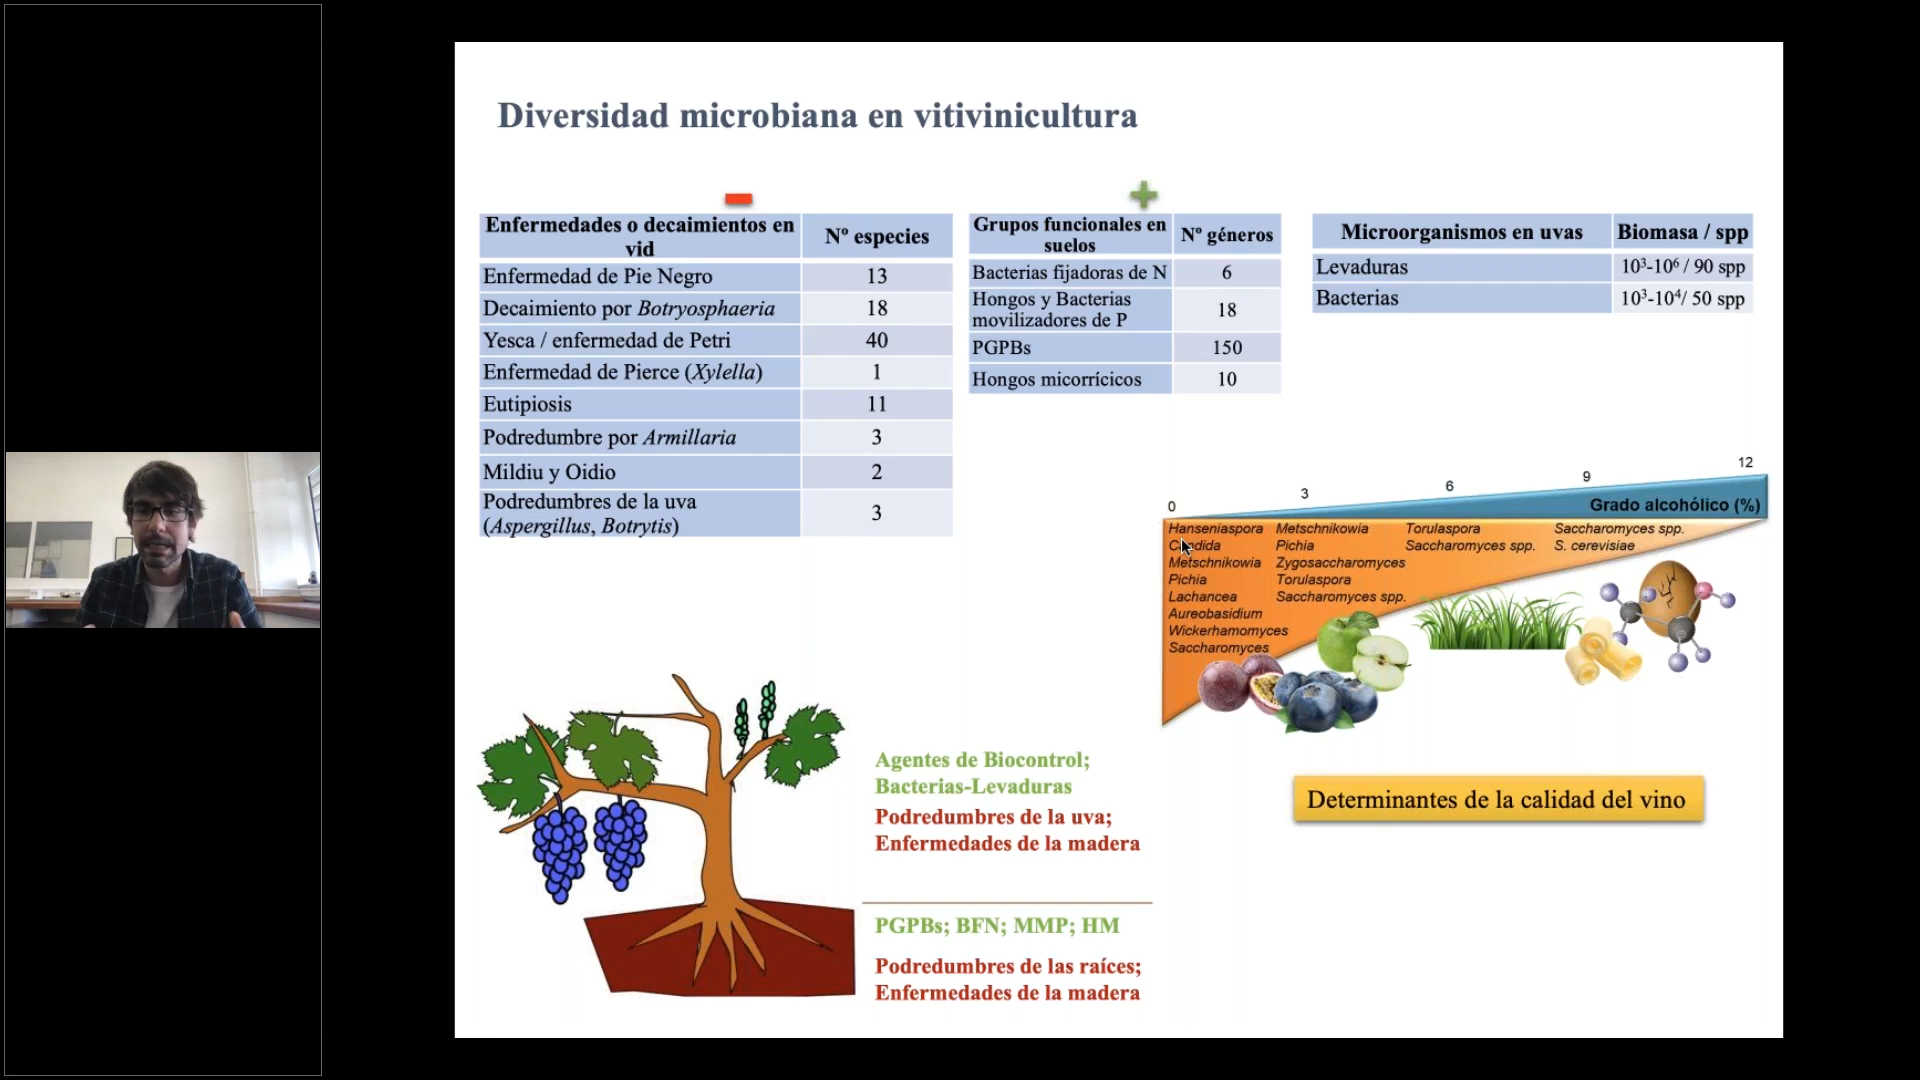 Diversidad microbiana en vitivinicultura
Enfermedades o decaimientos en
vid
Nº especies
Enfermedad de Pie Negro
13
Decaimiento por Botryosphaeria
18
Yesca / enfermedad de Petri
40
Enfermedad de Pierce (Xylella)
1
Eutipiosis
11
Podredumbre por Armillaria
3
Mildiu y Oidio
2
Podredumbres de la uva
(Aspergillus, Botrytis)
3
Grupos funcionales en
suelos
Nº géneros
Bacterias fijadoras de N
6
Hongos y Bacterias
movilizadores de P
18
PGPBs
150
Hongos micorrícicos
10
Microorganismos en uvas
Biomasa / spp
Levaduras
10³-10⁶ / 90 spp
Bacterias
10³-10⁴/ 50 spp
0
3
6
9
12
Grado alcohólico (%)
Hanseniaspora
Candida
Metschnikowia
Pichia
Lachancea
Aureobasidium
Wickerhamomyces
Saccharomyces
Metschnikowia
Pichia
Zygosaccharomyces
Torulaspora
Saccharomyces spp.
Torulaspora
Saccharomyces spp.
Saccharomyces spp.
S. cerevisiae
Agentes de Biocontrol;
Bacterias-Levaduras
Podredumbres de la uva;
Enfermedades de la madera
PGPBs; BFN; MMP; HM
Podredumbres de las raíces;
Enfermedades de la madera
Determinantes de la calidad del vino